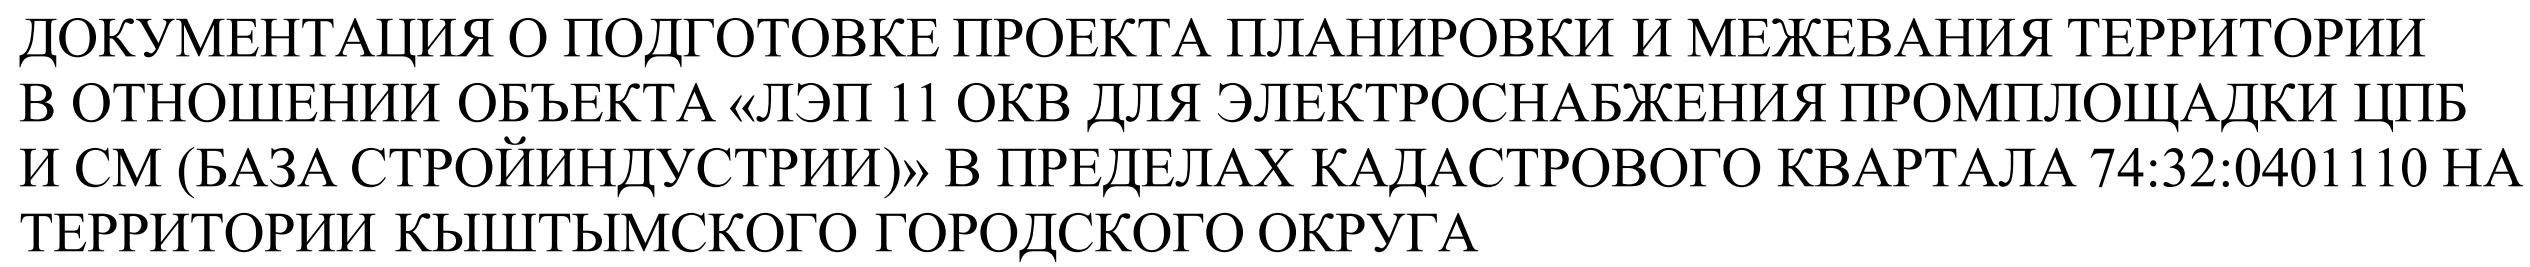 ДОКУМЕНТАЦИЯ О ПОДГОТОВКЕ ПРОЕКТА ПЛАНИРОВКИ И МЕЖЕВАНИЯ ТЕРРИТОРИИ
В ОТНОШЕНИИ ОБЪЕКТА «ЛЭП 11 ОКВ ДЛЯ ЭЛЕКТРОСНАБЖЕНИЯ ПРОМПЛОЩАДКИ ЦПБ
И СМ (БАЗА СТРОЙИНДУСТРИИ)» В ПРЕДЕЛАХ КАДАСТРОВОГО КВАРТАЛА 74:32:0401110 НА
ТЕРРИТОРИИ КЫШТЫМСКОГО ГОРОДСКОГО ОКРУГА